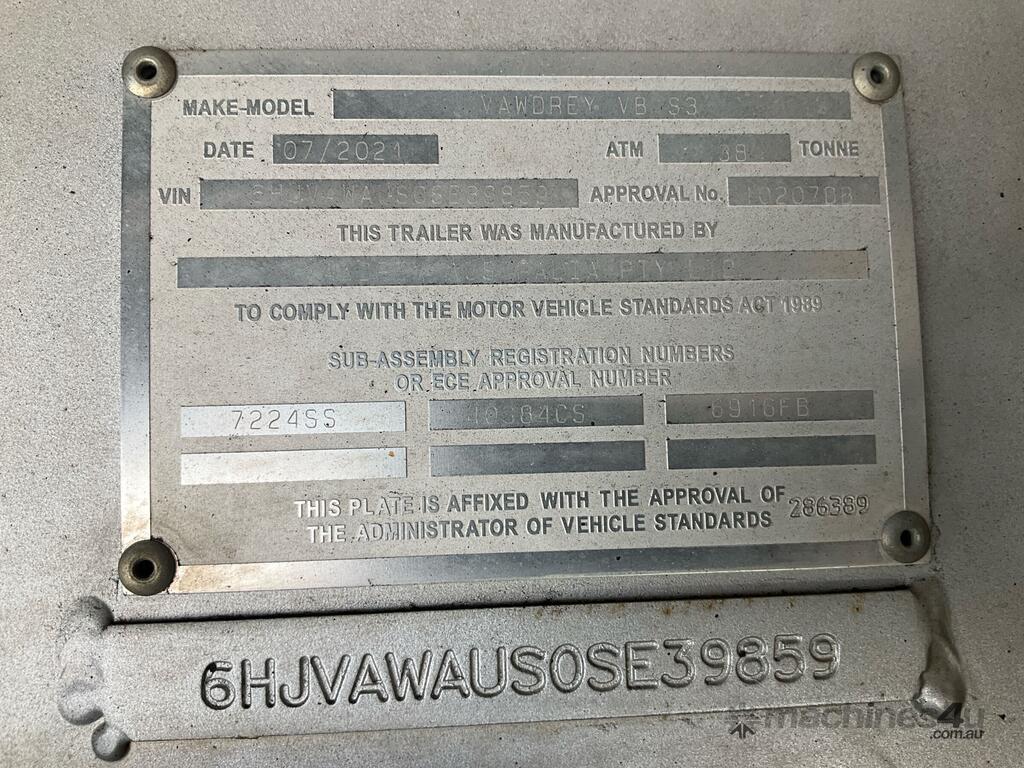 MAKE-MODEL VAWDREY VB S3
DATE 07/2021 ATM 38 TONNE
VIN APPROVAL No. 10207DB
THIS TRAILER WAS MANUFACTURED BY
PTY LTD
TO COMPLY WITH THE MOTOR VEHICLE STANDARDS ACT 1989
SUB-ASSEMBLY REGISTRATION NUMBERS
OR ECE APPROVAL NUMBER
7224SS 40384CS 6916FB
THIS PLATE IS AFFIXED WITH THE APPROVAL OF 286389
THE ADMINISTRATOR OF VEHICLE STANDARDS
6HJVAWAUS0SE39859
machines4u
.com.au